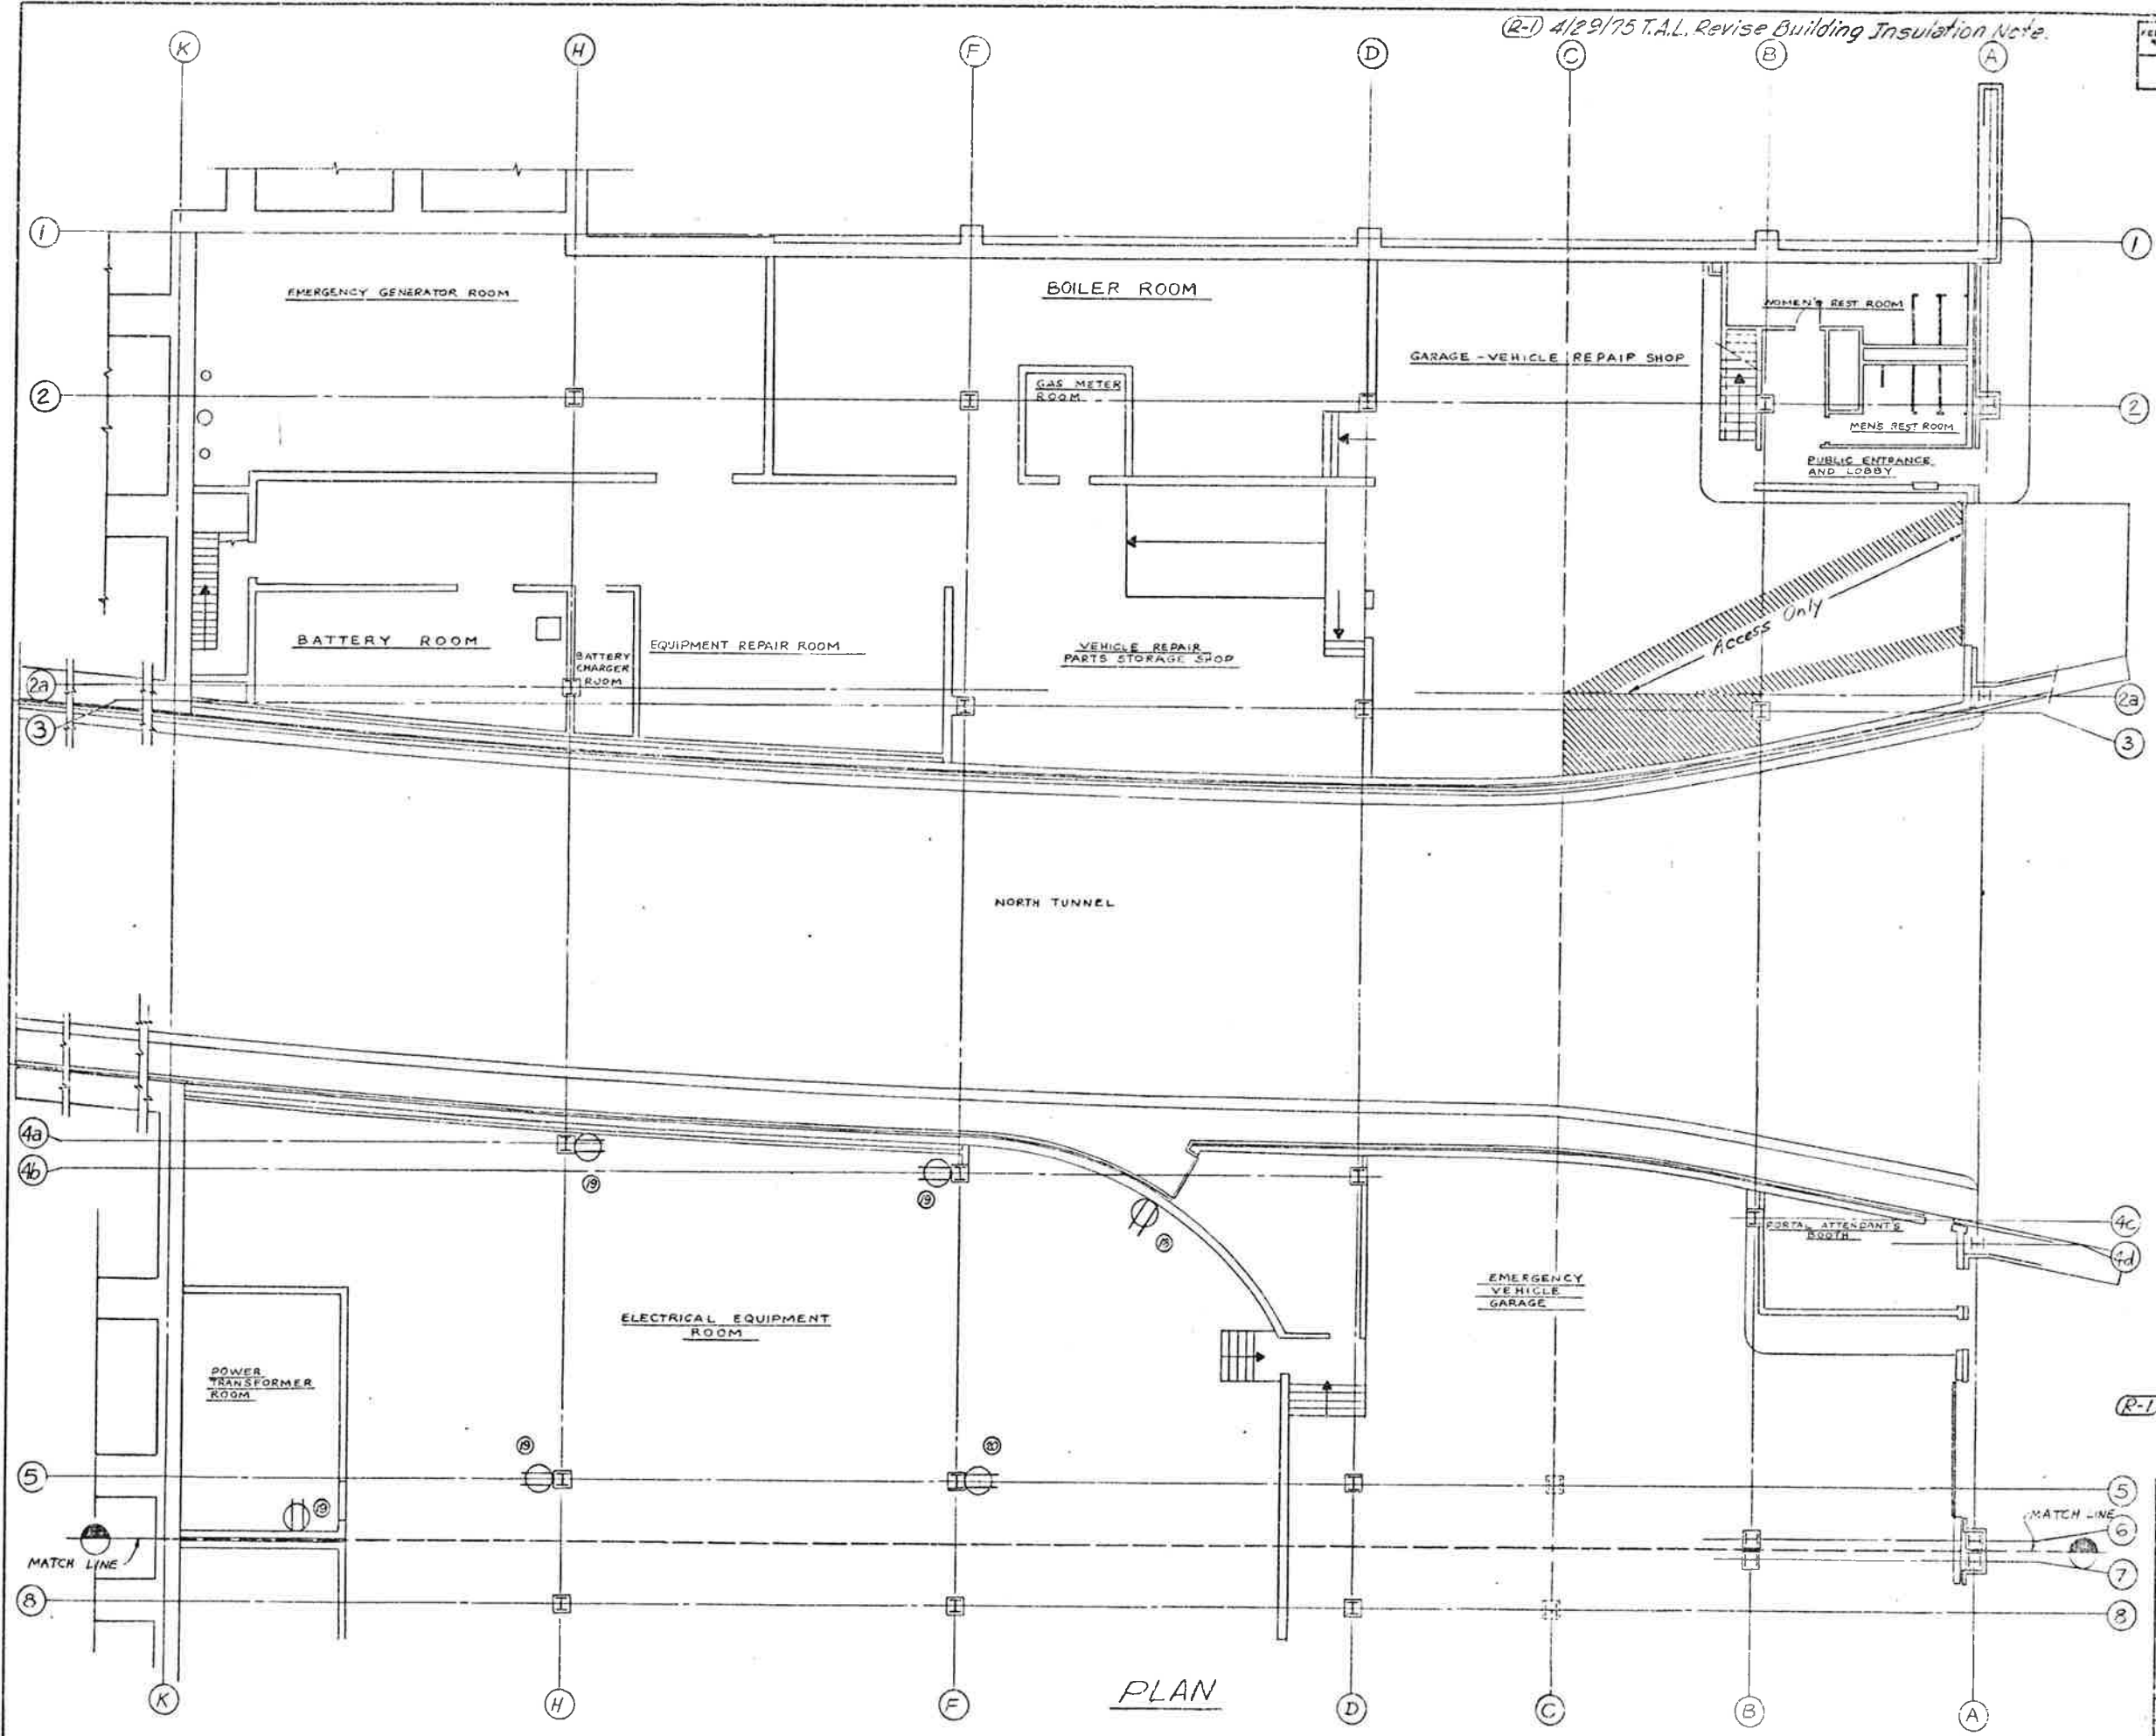 (R-1) 4/29/75 T.A.L. Revise Building Insulation Note.
K
H
F
D
C
B
A
1
1
EMERGENCY GENERATOR ROOM
BOILER ROOM
WOMEN'S REST ROOM
GARAGE - VEHICLE REPAIR SHOP
GAS METER
ROOM
2
2
MEN'S REST ROOM
PUBLIC ENTRANCE
AND LOBBY
Access Only
BATTERY ROOM
BATTERY
CHARGER
ROOM
EQUIPMENT REPAIR ROOM
VEHICLE REPAIR
PARTS STORAGE SHOP
2a
2a
3
3
NORTH TUNNEL
4a
4b
19
19
18
4c
PORTAL ATTENDANT'S
BOOTH
4d
EMERGENCY
VEHICLE
GARAGE
ELECTRICAL EQUIPMENT
ROOM
POWER
TRANSFORMER
ROOM
R-1
19
20
5
5
19
MATCH LINE
6
MATCH LINE
7
8
8
PLAN
K
H
F
D
C
B
A